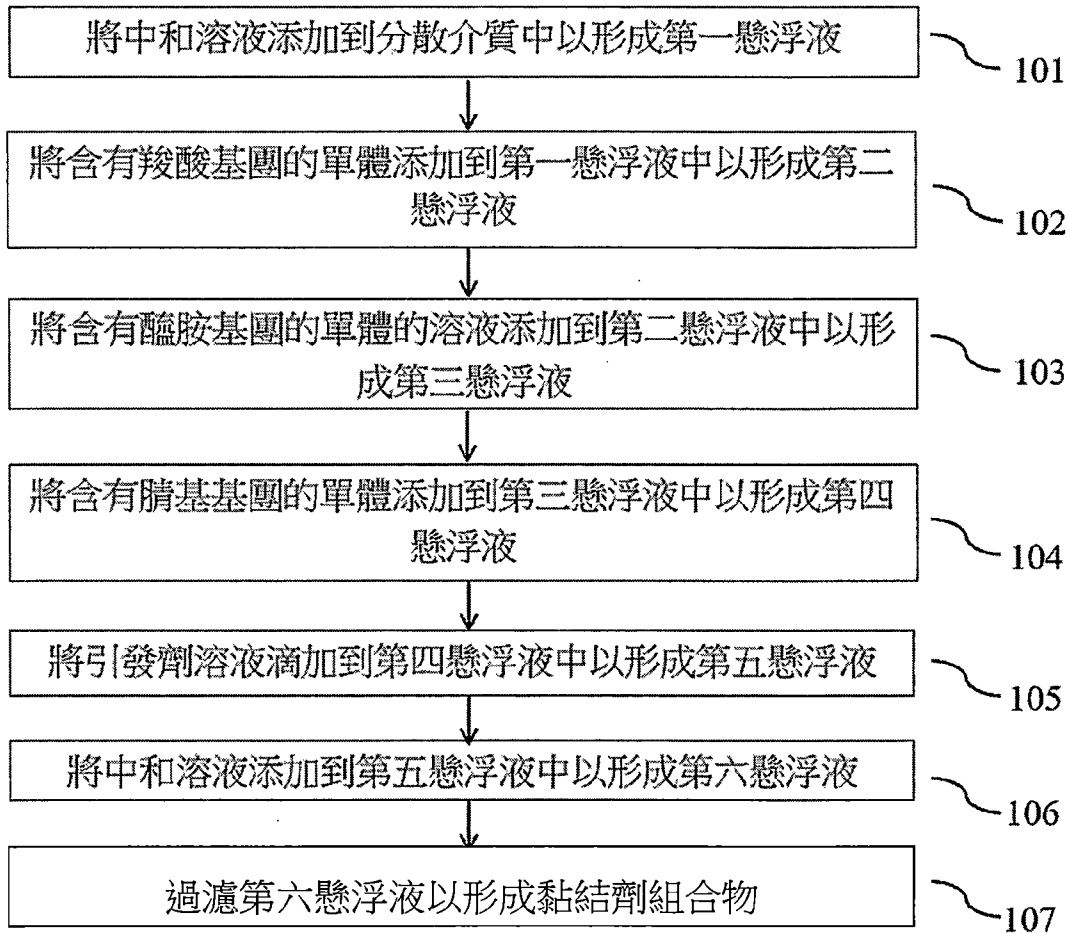 將中和溶液添加到分散介質中以形成第一懸浮液
101
將含有羧酸基團的單體添加到第一懸浮液中以形成第二
懸浮液
102
將含有醯胺基團的單體的溶液添加到第二懸浮液中以形
成第三懸浮液
103
將含有腈基基團的單體添加到第三懸浮液中以形成第四
懸浮液
104
將引發劑溶液滴加到第四懸浮液中以形成第五懸浮液
105
將中和溶液添加到第五懸浮液中以形成第六懸浮液
106
過濾第六懸浮液以形成黏結劑組合物
107